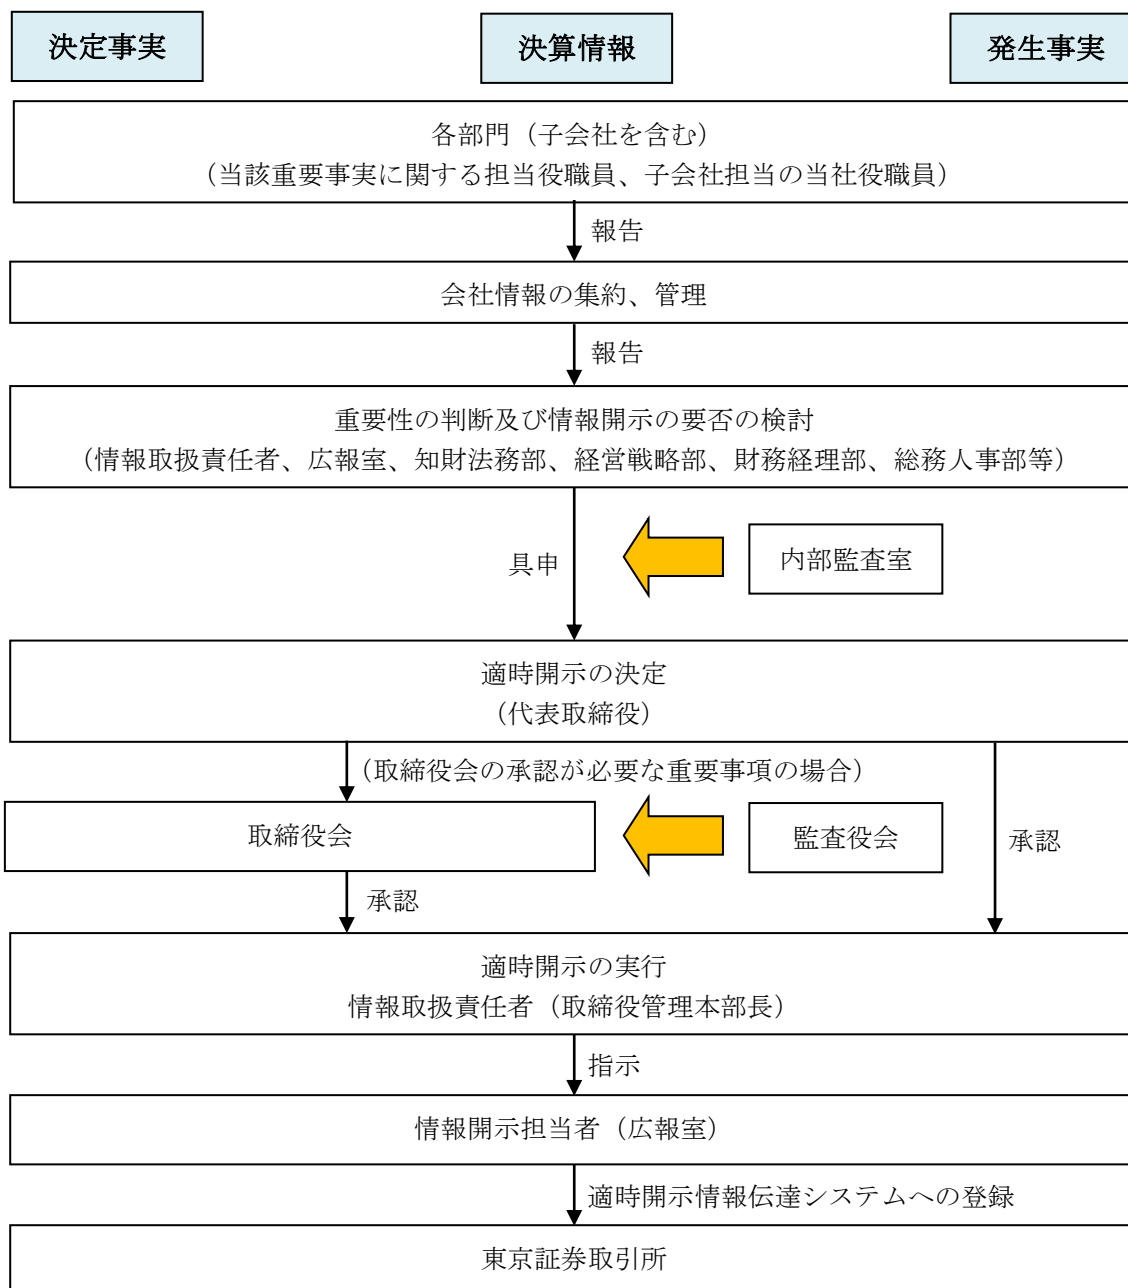 決定事実
決算情報
発生事実
各部門（子会社を含む）
（当該重要事実に関する担当役職員、子会社担当の当社役職員）
報告
会社情報の集約、管理
報告
重要性の判断及び情報開示の要否の検討
（情報取扱責任者、広報室、知財法務部、経営戦略部、財務経理部、総務人事部等）
具申
内部監査室
適時開示の決定
（代表取締役）
（取締役会の承認が必要な重要事項の場合）
取締役会
監査役会
承認
承認
適時開示の実行
情報取扱責任者（取締役管理本部長）
指示
情報開示担当者（広報室）
適時開示情報伝達システムへの登録
東京証券取引所